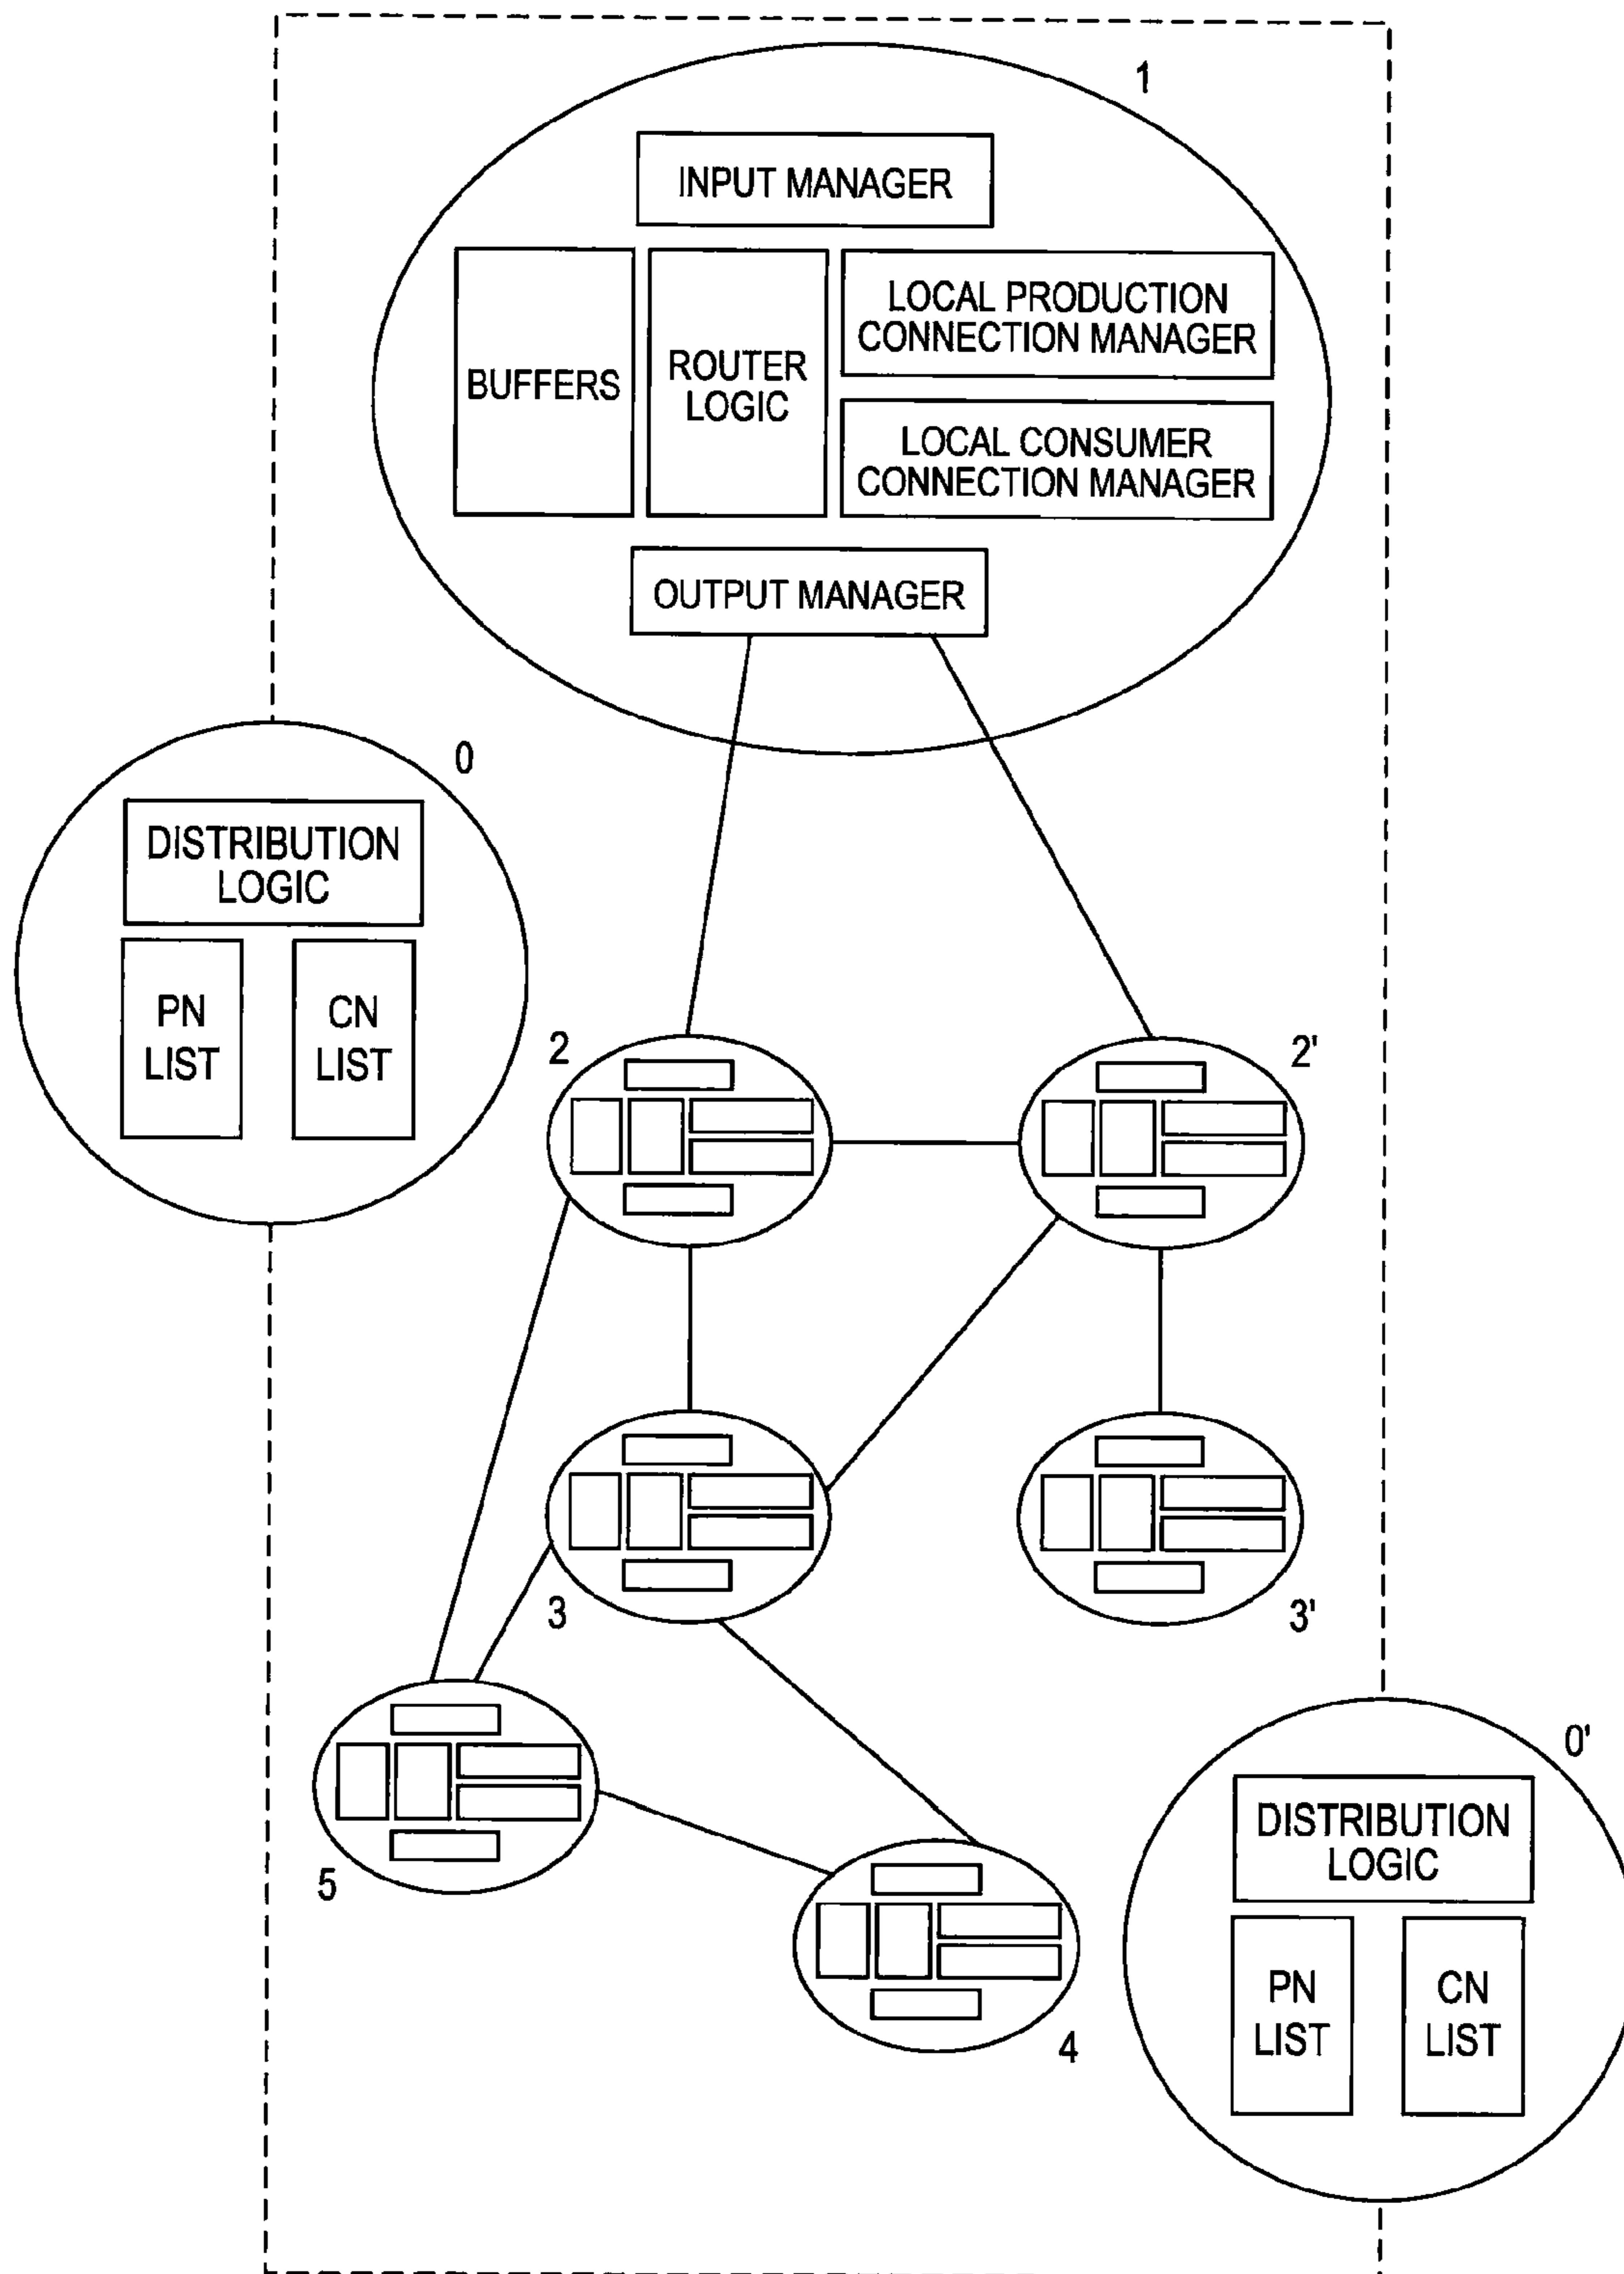 1
INPUT MANAGER
BUFFERS
ROUTER
LOGIC
LOCAL PRODUCTION
CONNECTION MANAGER
LOCAL CONSUMER
CONNECTION MANAGER
OUTPUT MANAGER
0
DISTRIBUTION
LOGIC
PN
LIST
CN
LIST
2
2'
3
3'
5
4
0'
DISTRIBUTION
LOGIC
PN
LIST
CN
LIST